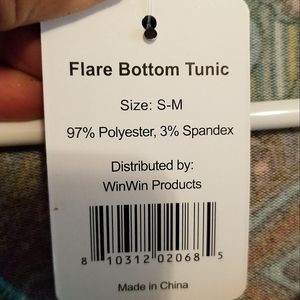 Flare Bottom Tunic
Size: S-M
97% Polyester, 3% Spandex
Distributed by:
WinWin Products
8 10312 02068 5
Made in China